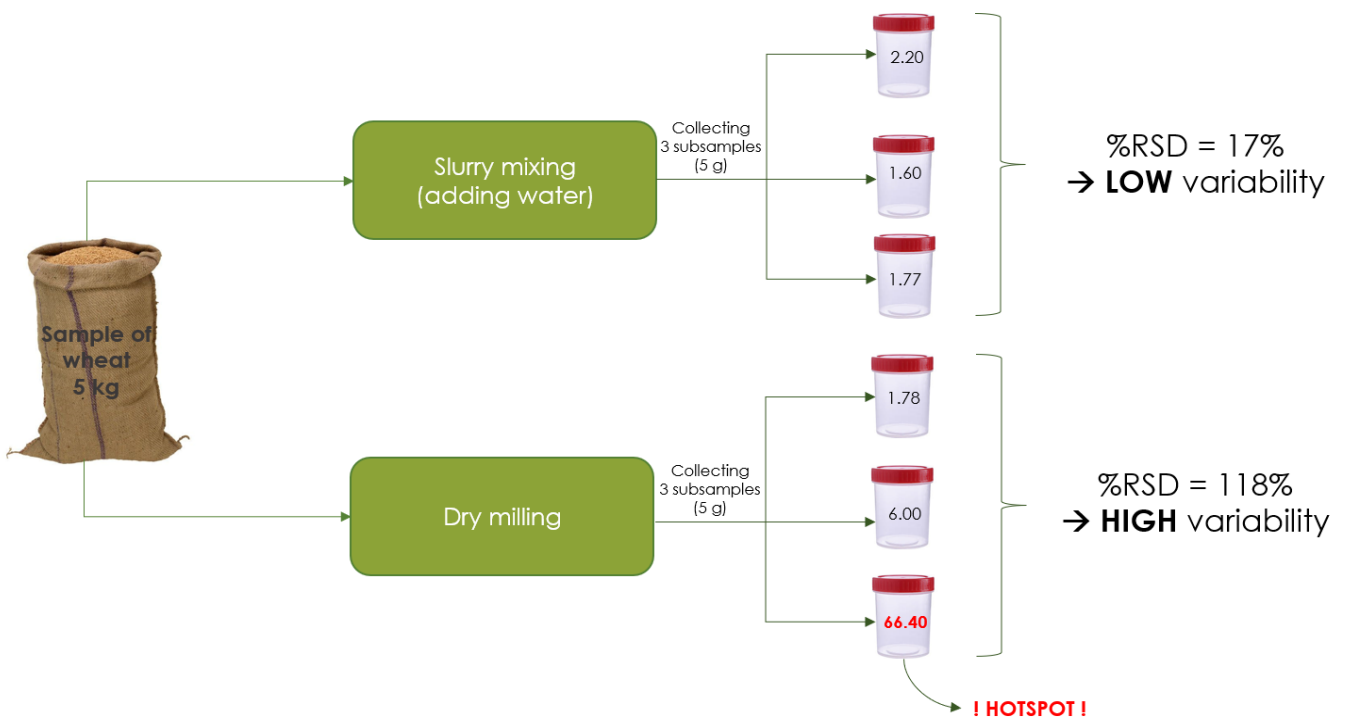 Sample of
wheat
5 kg
Slurry mixing
(adding water)
Collecting
3 subsamples
(5 g)
2.20
1.60
1.77
%RSD = 17%
→ LOW variability
Dry milling
Collecting
3 subsamples
(5 g)
1.78
6.00
66.40
%RSD = 118%
→ HIGH variability
! HOTSPOT !